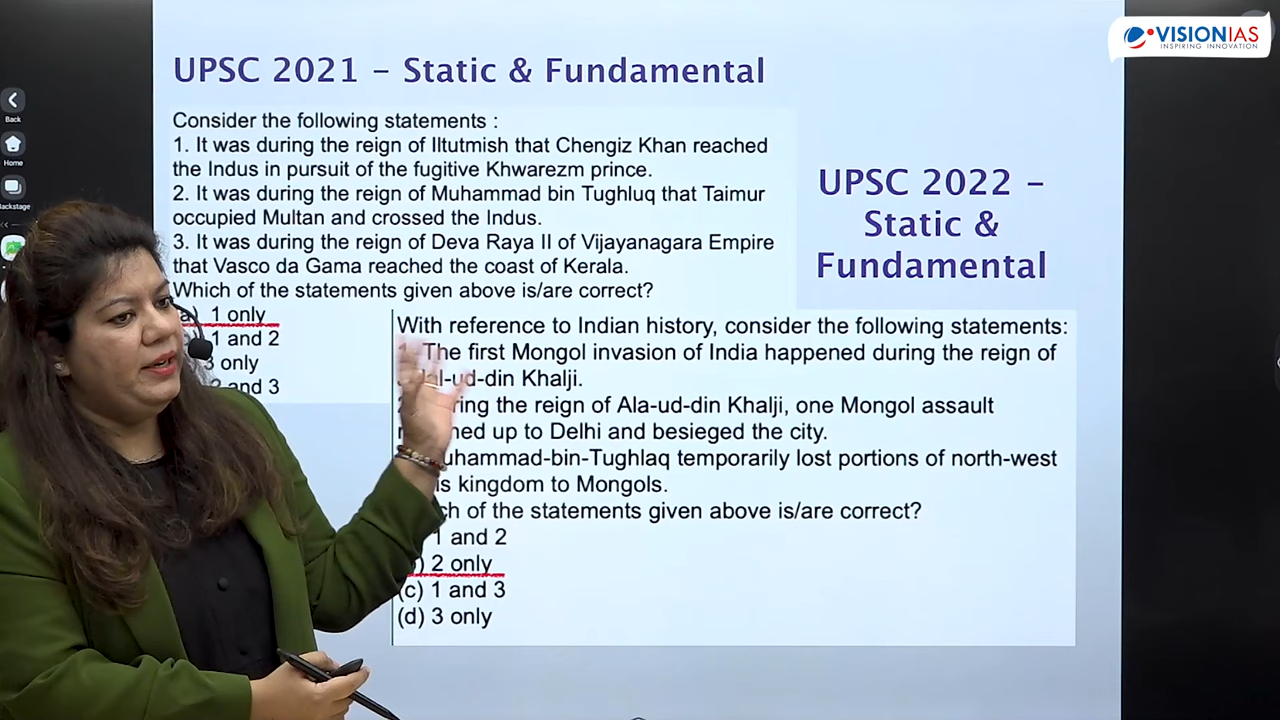 VISIONIAS
INSPIRING INNOVATION
UPSC 2021 – Static & Fundamental
Back
Home
Backstage
Consider the following statements :
1. It was during the reign of Iltutmish that Chengiz Khan reached
the Indus in pursuit of the fugitive Khwarezm prince.
2. It was during the reign of Muhammad bin Tughluq that Taimur
occupied Multan and crossed the Indus.
3. It was during the reign of Deva Raya II of Vijayanagara Empire
that Vasco da Gama reached the coast of Kerala.
Which of the statements given above is/are correct?
1 only
1 and 2
3 only
and 3
UPSC 2022 –
Static &
Fundamental
With reference to Indian history, consider the following statements:
The first Mongol invasion of India happened during the reign of
Khalji.
the reign of Ala-ud-din Khalji, one Mongol assault
up to Delhi and besieged the city.
temporarily lost portions of north-west
kingdom to Mongols.
of the statements given above is/are correct?
1 and 2
2 only
(c) 1 and 3
(d) 3 only